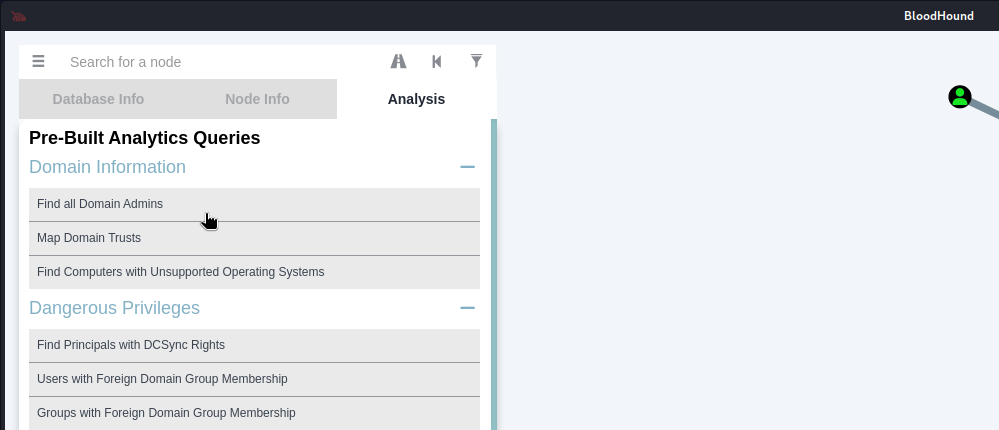 BloodHound
Search for a node
Database Info Node Info Analysis
Pre-Built Analytics Queries
Domain Information
Find all Domain Admins
Map Domain Trusts
Find Computers with Unsupported Operating Systems
Dangerous Privileges
Find Principals with DCSync Rights
Users with Foreign Domain Group Membership
Groups with Foreign Domain Group Membership